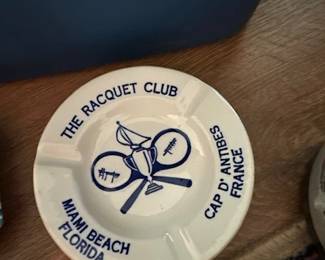 THE RACQUET CLUB
CAP D'ANTIBES
FRANCE
MIAMI BEACH
FLORIDA